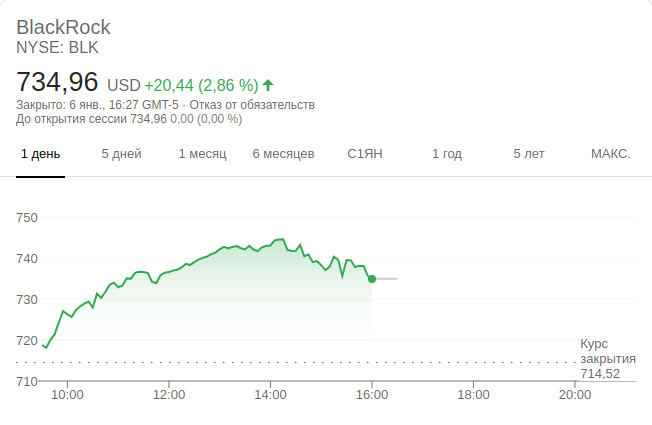 BlackRock
NYSE: BLK
734,96 USD +20,44 (2,86 %)
Закрыто: 6 янв., 16:27 GMT-5 · Отказ от обязательств
До открытия сессии 734,96 0,00 (0,00 %)
1 день 5 дней 1 месяц 6 месяцев С1ЯН 1 год 5 лет МАКС.
750
740
730
720
710
Курс
закрытия
714,52
10:00 12:00 14:00 16:00 18:00 20:00